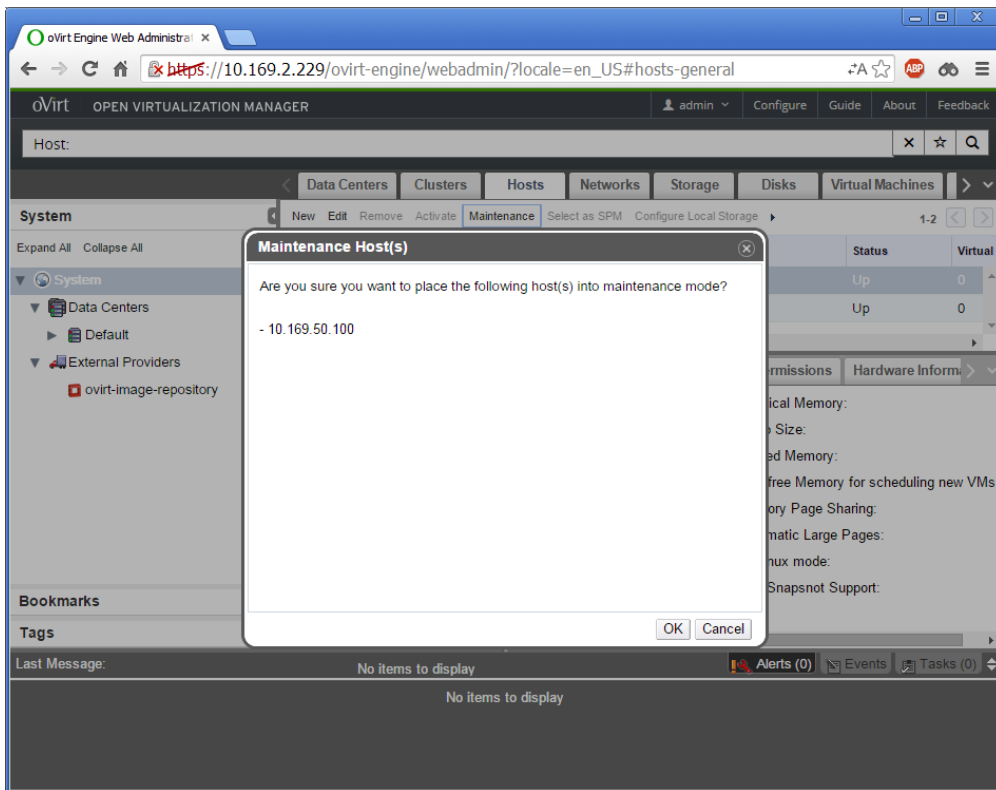 oVirt Engine Web Administrat
https://10.169.2.229/ovirt-engine/webadmin/?locale=en_US#hosts-general
ABP
oVirt OPEN VIRTUALIZATION MANAGER
admin Configure Guide About Feedback
Host:
Data Centers Clusters Hosts Networks Storage Disks Virtual Machines
System
New Edit Remove Activate Maintenance Select as SPM Configure Local Storage
1-2
Expand All Collapse All
Maintenance Host(s)
Status Virtual
System
Up 0
Are you sure you want to place the following host(s) into maintenance mode?
Data Centers
Up 0
- 10.169.50.100
Default
External Providers
rmissions Hardware Informa
ovirt-image-repository
ical Memory:
Size:
ed Memory:
free Memory for scheduling new VMs
ory Page Sharing:
matic Large Pages:
nux mode:
Snapsnot Support:
Bookmarks
Tags
OK Cancel
Last Message:
No items to display
Alerts (0) Events Tasks (0)
No items to display